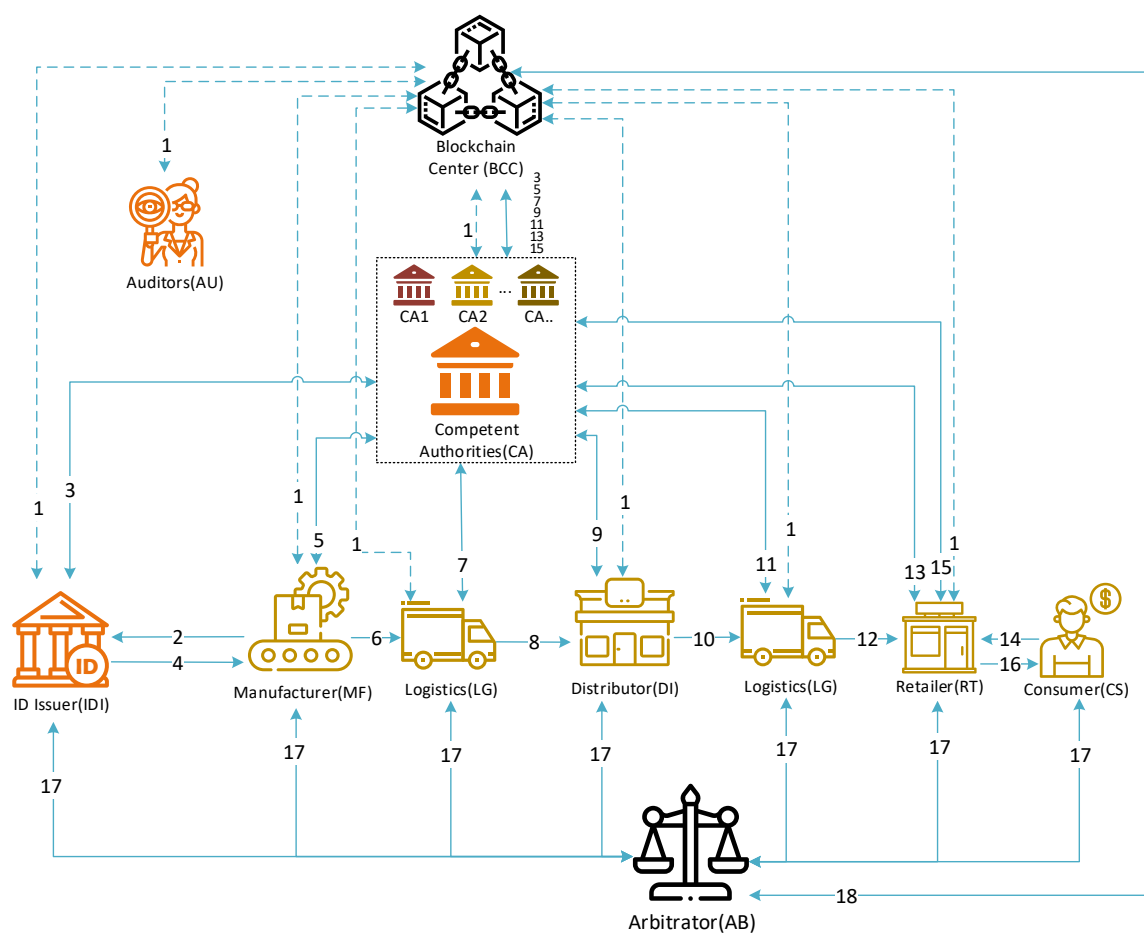 Blockchain
Center (BCC)
1
Auditors(AU)
1
3
5
7
9
11
13
15
CA1
CA2
...
CA..
Competent
Authorities(CA)
1
3
1
5
1
7
9
1
11
1
13
15
1
2
4
6
8
10
12
14
16
ID
$
ID Issuer(IDI)
Manufacturer(MF)
Logistics(LG)
Distributor(DI)
Logistics(LG)
Retailer(RT)
Consumer(CS)
17
17
17
17
17
17
17
18
Arbitrator(AB)